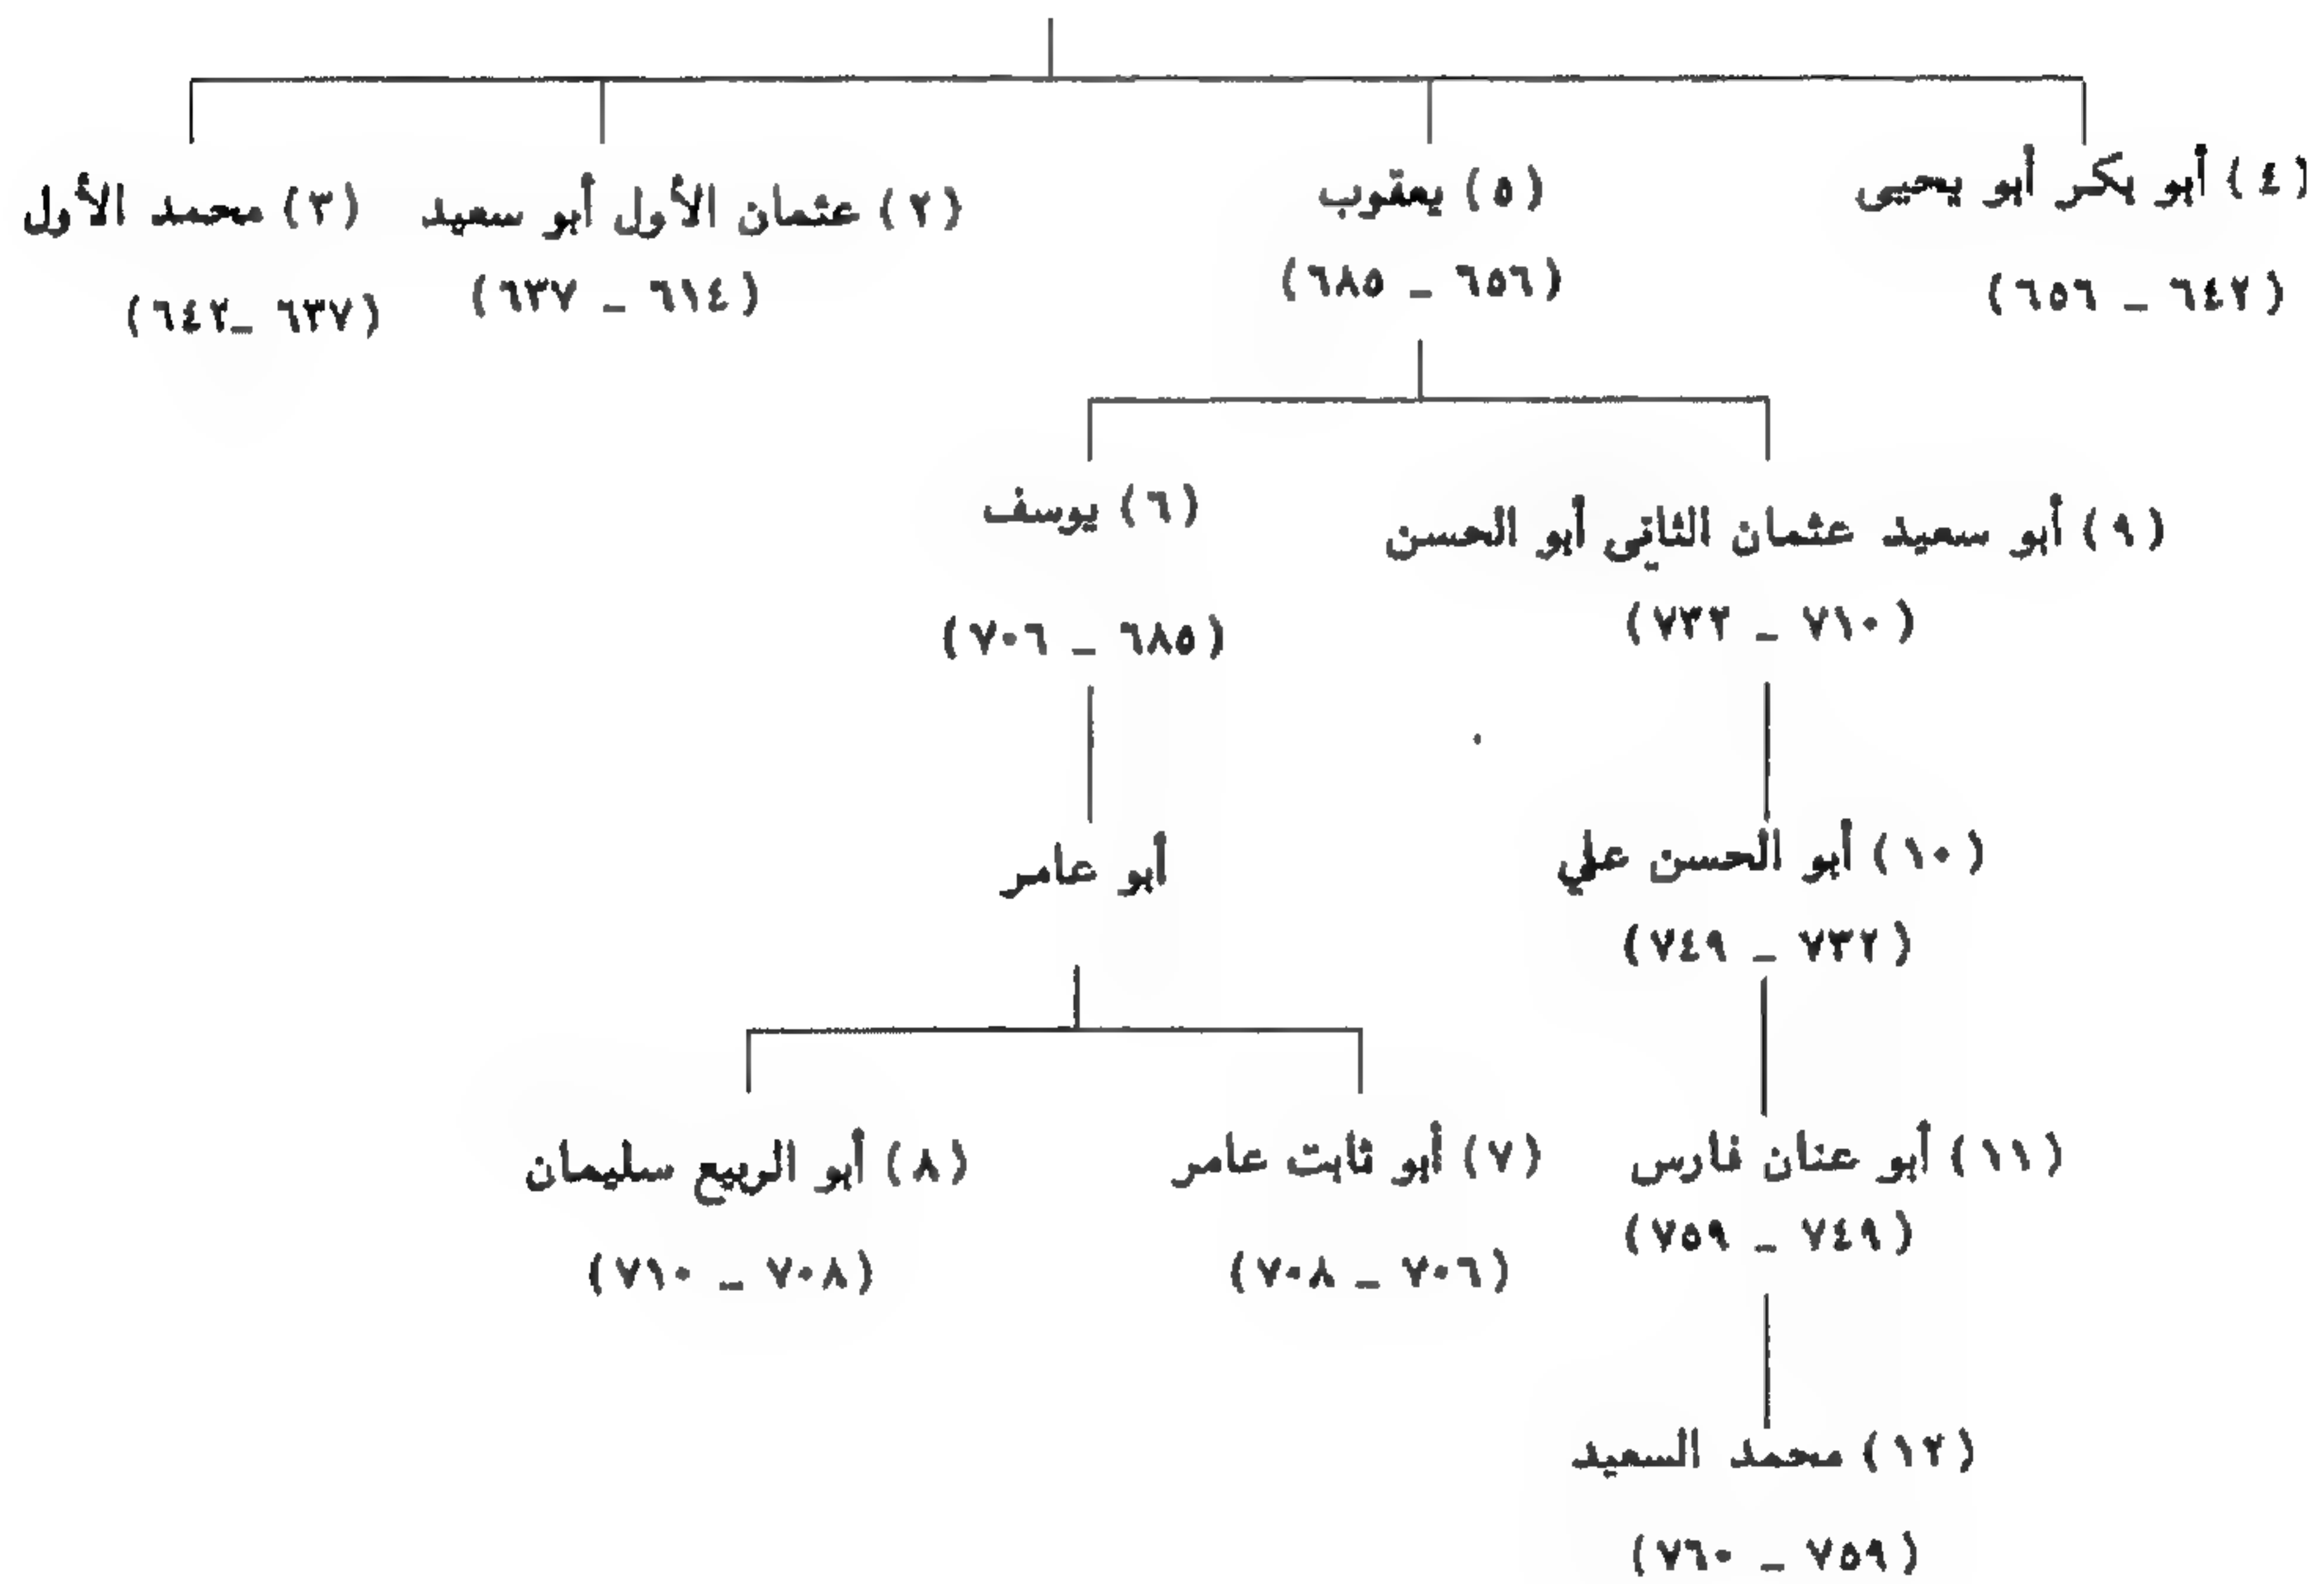 (٤) أبو بكر أبو يحيى
(٦٤٢ ـ ٦٥٦)
(٥) يعقوب
(٦٥٦ ـ ٦٨٥)
(٢) عثمان الأول أبو سعيد
(٦١٤ ـ ٦٣٧)
(٣) محمد الأول
(٦٣٧ ـ ٦٤٢)
(٩) أبو سعيد عثمان الثاني أبو الحسن
(٧١٠ ـ ٧٣٢)
(٦) يوسف
(٦٨٥ ـ ٧٠٦)
(١٠) أبو الحسن علي
(٧٣٢ ـ ٧٤٩)
أبو عامر
(١١) أبو عنان فارس
(٧٤٩ ـ ٧٥٩)
(٧) أبو ثابت عامر
(٧٠٦ ـ ٧٠٨)
(٨) أبو الربيع سليمان
(٧٠٨ ـ ٧١٠)
(١٢) محمد السعيد
(٧٥٩ ـ ٧٦٠)